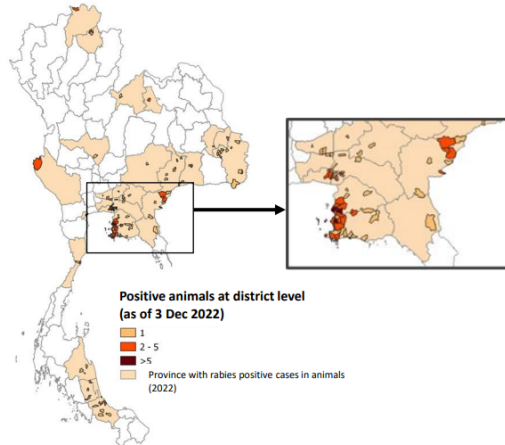 Positive animals at district level
(as of 3 Dec 2022)
1
2 - 5
>5
Province with rabies positive cases in animals
(2022)